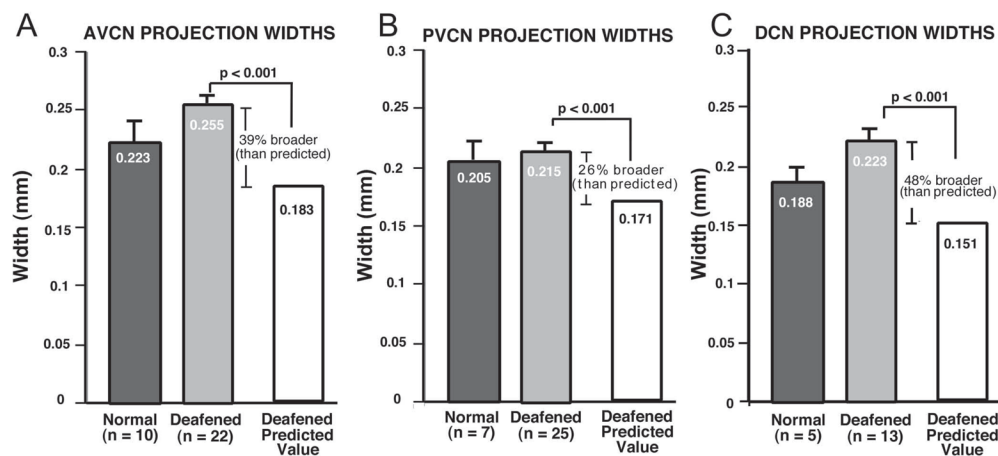 A
AVCN PROJECTION WIDTHS
0.3
0.25
0.2
0.15
0.1
0.05
0
Width (mm)
p < 0.001
0.223
0.255
39% broader
(than predicted)
0.183
Normal
(n = 10)
Deafened
(n = 22)
Deafened
Predicted
Value
B
PVCN PROJECTION WIDTHS
0.3
0.25
0.2
0.15
0.1
0.05
0
Width (mm)
p < 0.001
0.205
0.215
26% broader
(than predicted)
0.171
Normal
(n = 7)
Deafened
(n = 25)
Deafened
Predicted
Value
C
DCN PROJECTION WIDTHS
0.3
0.25
0.2
0.15
0.1
0.05
0
Width (mm)
p < 0.001
0.188
0.223
48% broader
(than predicted)
0.151
Normal
(n = 5)
Deafened
(n = 13)
Deafened
Predicted
Value